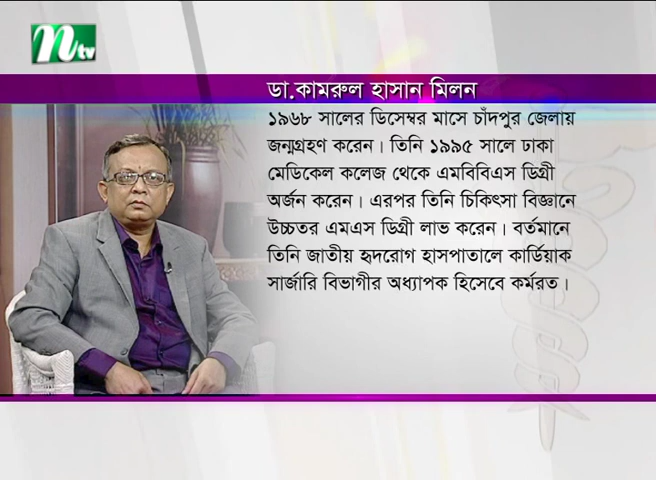 ntv
ডা.কামরুল হাসান মিলন
১৯৬৮ সালের ডিসেম্বর মাসে চাঁদপুর জেলায়
জন্মগ্রহণ করেন। তিনি ১৯৯৫ সালে ঢাকা
মেডিকেল কলেজ থেকে এমবিবিএস ডিগ্রী
অর্জন করেন। এরপর তিনি চিকিৎসা বিজ্ঞানে
উচ্চতর এমএস ডিগ্রী লাভ করেন। বর্তমানে
তিনি জাতীয় হৃদরোগ হাসপাতালে কার্ডিয়াক
সার্জারি বিভাগীর অধ্যাপক হিসেবে কর্মরত।